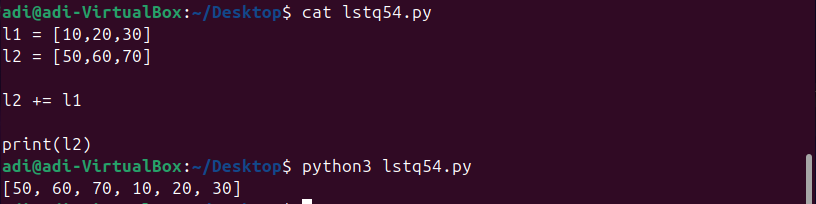 adi@adi-VirtualBox:~/Desktop$ cat lstq54.py
l1 = [10,20,30]
l2 = [50,60,70]
l2 += l1
print(l2)
adi@adi-VirtualBox:~/Desktop$ python3 lstq54.py
[50, 60, 70, 10, 20, 30]